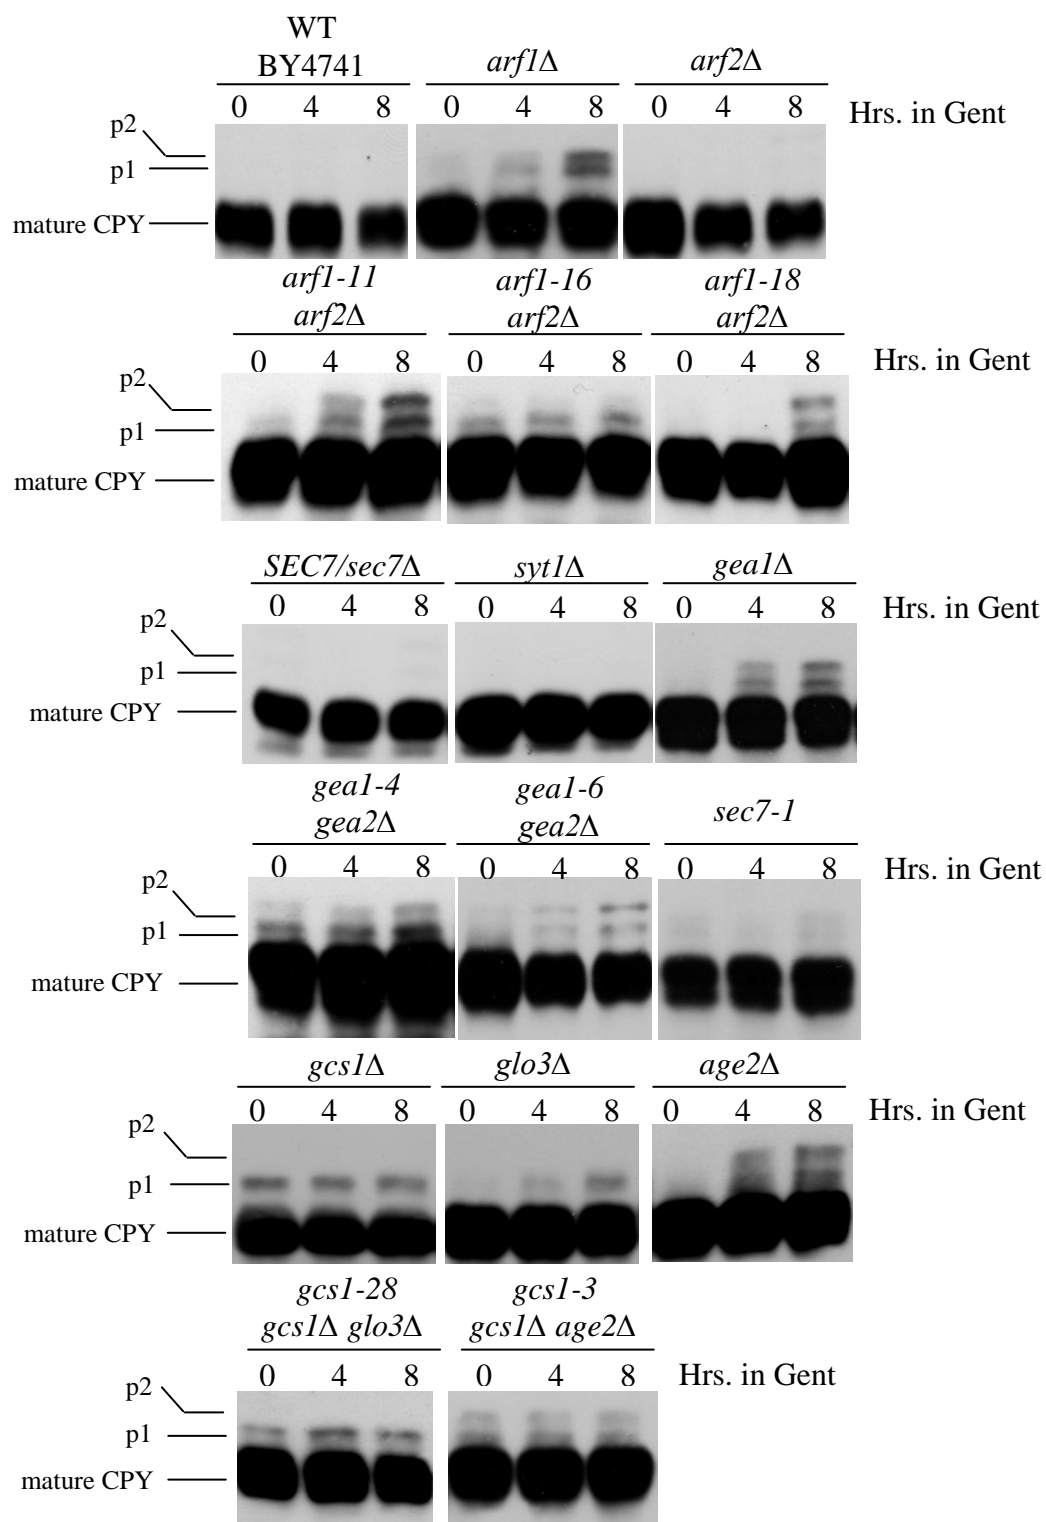 WT
BY4741 arf1Δ arf2Δ
0 4 8 0 4 8 0 4 8 Hrs. in Gent
p2
p1
mature CPY
arf1-11 arf1-16 arf1-18
arf2Δ arf2Δ arf2Δ
0 4 8 0 4 8 0 4 8 Hrs. in Gent
p2
p1
mature CPY
SEC7/sec7Δ syt1Δ gea1Δ
0 4 8 0 4 8 0 4 8 Hrs. in Gent
p2
p1
mature CPY
gea1-4 gea1-6 sec7-1
gea2Δ gea2Δ
0 4 8 0 4 8 0 4 8 Hrs. in Gent
p2
p1
mature CPY
gcs1Δ glo3Δ age2Δ
0 4 8 0 4 8 0 4 8 Hrs. in Gent
p2
p1
mature CPY
gcs1-28 gcs1-3
gcs1Δ glo3Δ gcs1Δ age2Δ
0 4 8 0 4 8 Hrs. in Gent
p2
p1
mature CPY